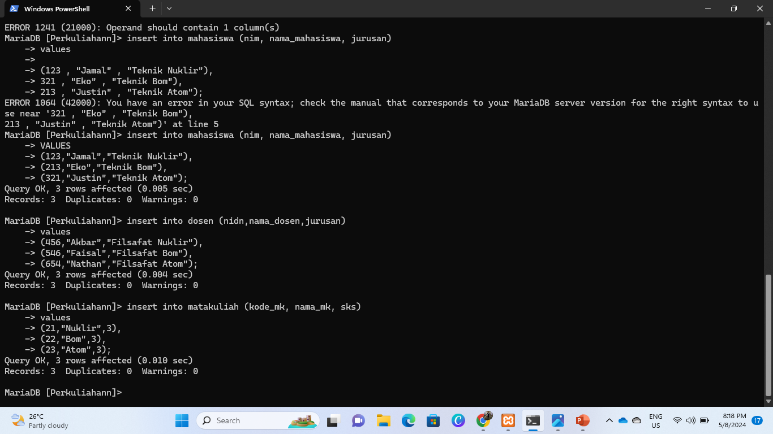 Windows PowerShell
ERROR 1241 (21000): Operand should contain 1 column(s)
MariaDB [Perkuliahann]> insert into mahasiswa (nim, nama_mahasiswa, jurusan)
    -> values
    ->
    -> (123 , "Jamal" , "Teknik Nuklir"),
    -> 321 , "Eko" , "Teknik Bom"),
    -> 213 , "Justin" , "Teknik Atom");
ERROR 1064 (42000): You have an error in your SQL syntax; check the manual that corresponds to your MariaDB server version for the right syntax to u
se near '321 , "Eko" , "Teknik Bom"),
213 , "Justin" , "Teknik Atom")' at line 5
MariaDB [Perkuliahann]> insert into mahasiswa (nim, nama_mahasiswa, jurusan)
    -> VALUES
    -> (123,"Jamal","Teknik Nuklir"),
    -> (213,"Eko","Teknik Bom"),
    -> (321,"Justin","Teknik Atom");
Query OK, 3 rows affected (0.005 sec)
Records: 3  Duplicates: 0  Warnings: 0
MariaDB [Perkuliahann]> insert into dosen (nidn,nama_dosen,jurusan)
    -> values
    -> (456,"Akbar","Filsafat Nuklir"),
    -> (546,"Faisal","Filsafat Bom"),
    -> (654,"Nathan","Filsafat Atom");
Query OK, 3 rows affected (0.004 sec)
Records: 3  Duplicates: 0  Warnings: 0
MariaDB [Perkuliahann]> insert into matakuliah (kode_mk, nama_mk, sks)
    -> values
    -> (21,"Nuklir",3),
    -> (22,"Bom",3),
    -> (23,"Atom",3);
Query OK, 3 rows affected (0.010 sec)
Records: 3  Duplicates: 0  Warnings: 0
MariaDB [Perkuliahann]>
26°C
Partly cloudy
Search
ENG
US
8:18 PM
5/8/2024
17